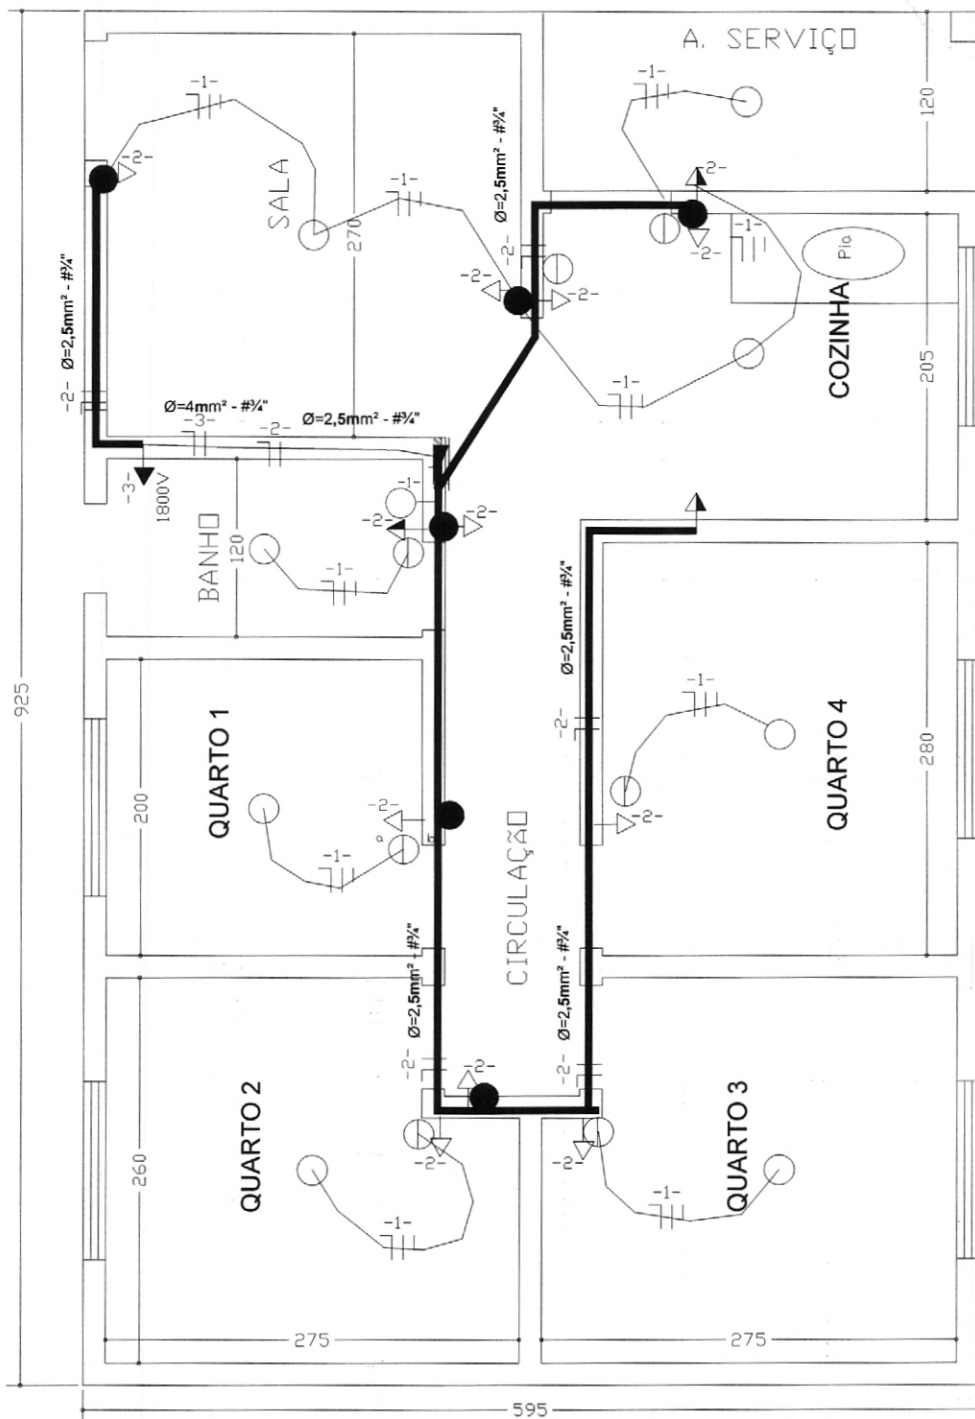 A. SERVIÇO
120
-1-
-1-
Ø=2,5mm² - #¾"
-2-
SALA
-1-
-2-
270
-2-
-1-
-2-
Pia
Ø=2,5mm² - #¾"
-2-
-2-
COZINHA
205
-2-
-1-
Ø=4mm² - #¾"
Ø=2,5mm² - #¾"
-3-
-2-
-3-
1800V
-1-
-2-
-2-
BANHO
120
-1-
Ø=2,5mm² - #¾"
925
-1-
-2-
QUARTO 1
200
-2-
a
-1-
QUARTO 4
280
-2-
CIRCULAÇÃO
Ø=2,5mm² - #¾"
Ø=2,5mm² - #¾"
-2-
-2-
-2-
QUARTO 2
260
-2-
-2-
QUARTO 3
-1-
-1-
275
275
595